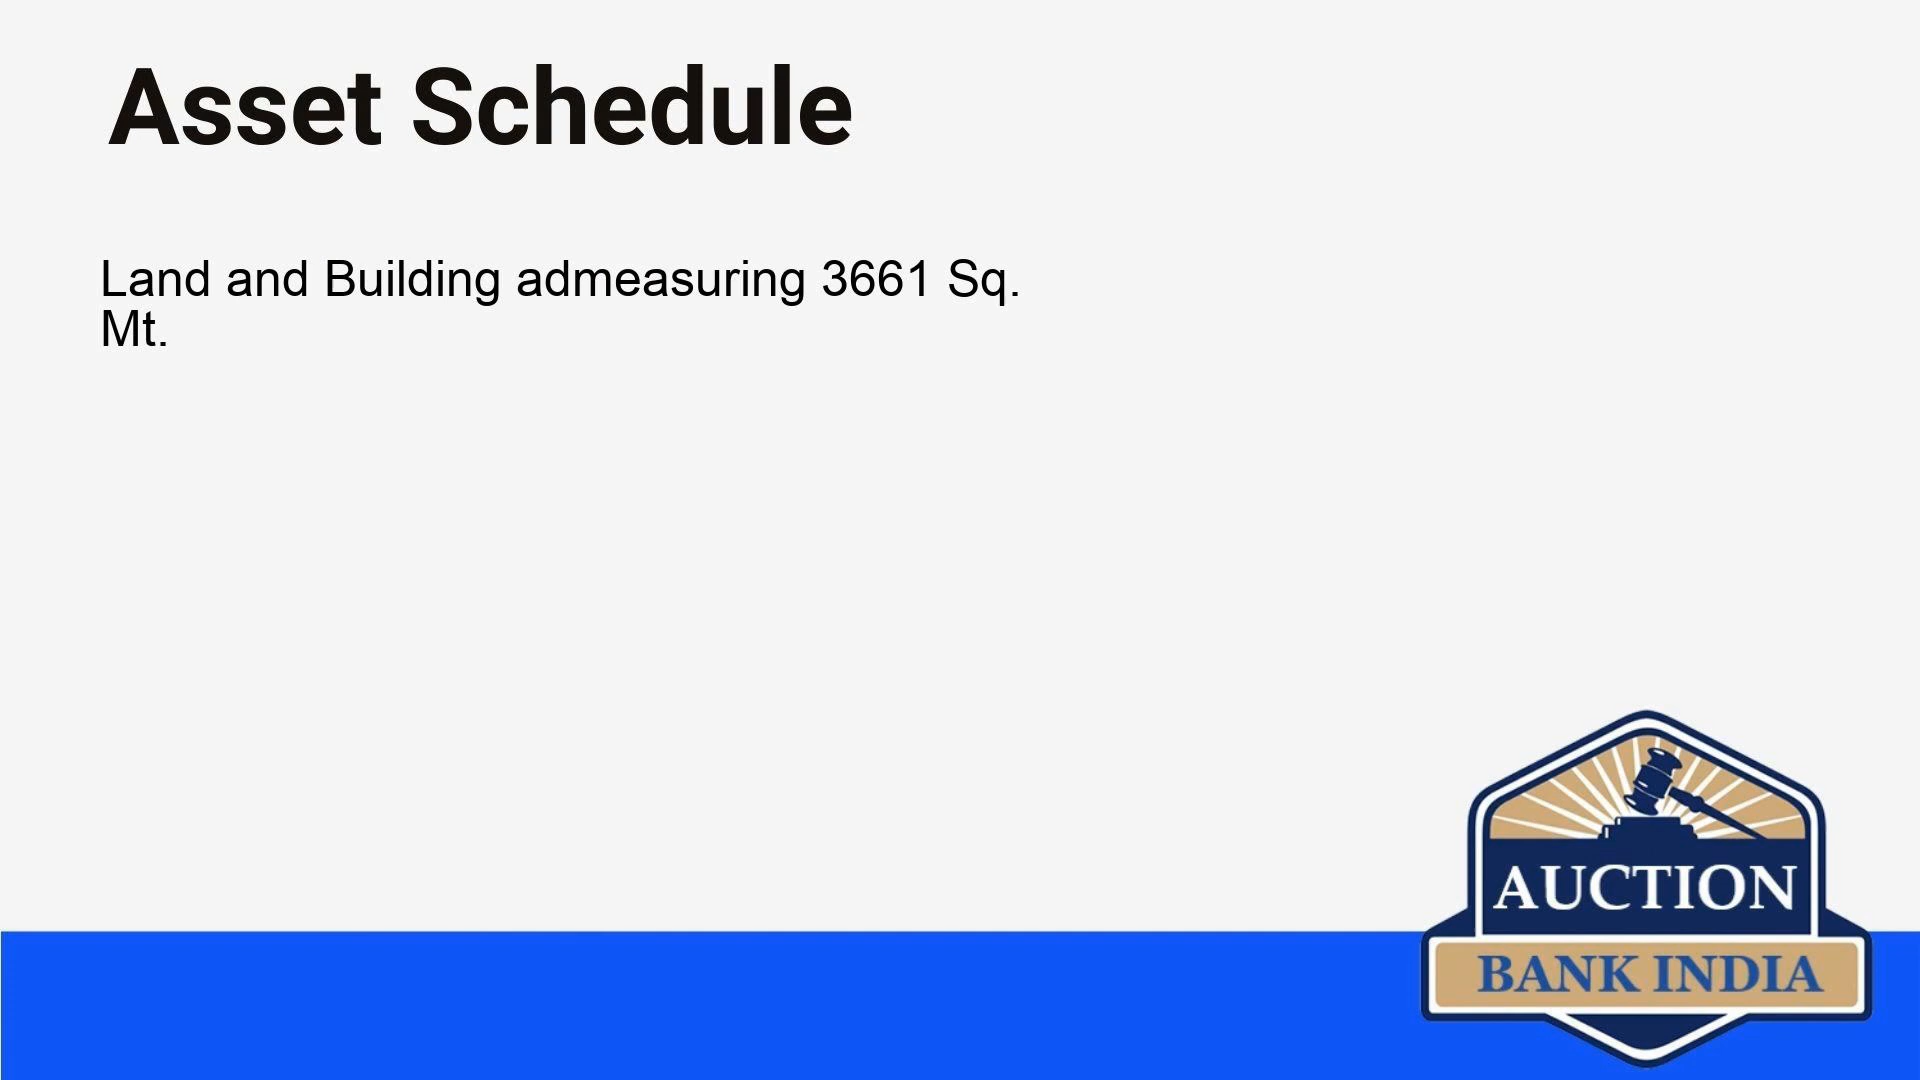 Asset Schedule
Land and Building admeasuring 3661 Sq.
Mt.
AUCTION
BANK INDIA